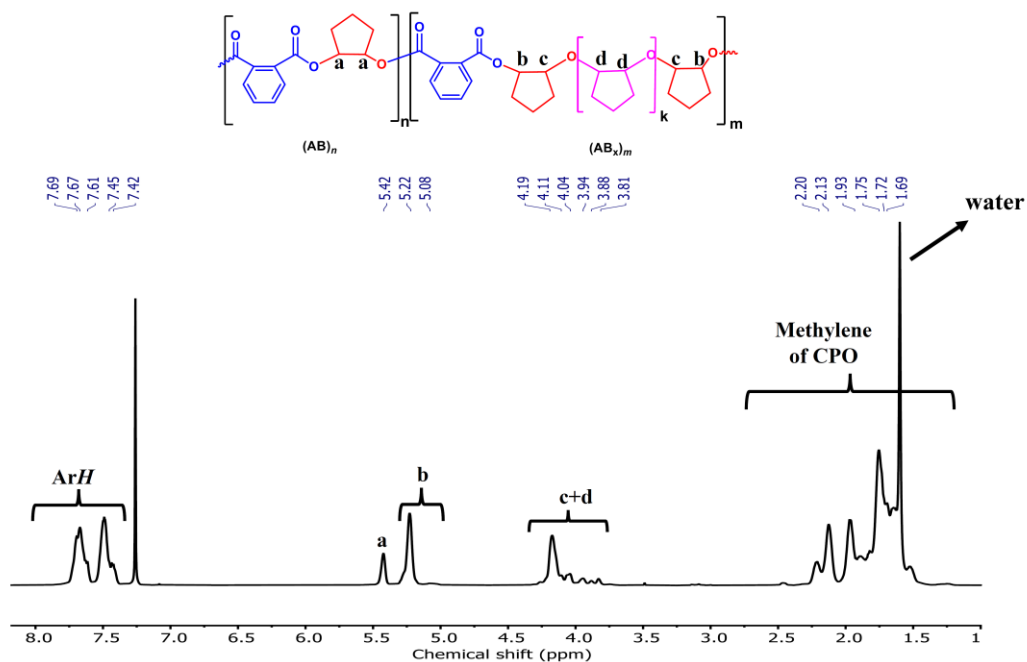 O O O O
O a a O O b c O d d O c b O
n k m
(AB)n (ABx)m
7.69 7.67 7.61 7.45 7.42 5.42 5.22 5.08 4.19 4.11 4.04 3.94 3.88 3.81 2.20 2.13 1.93 1.75 1.72 1.69
water
Methylene
of CPO
ArH a b c+d
8.0 7.5 7.0 6.5 6.0 5.5 5.0 4.5 4.0 3.5 3.0 2.5 2.0 1.5 1
Chemical shift (ppm)